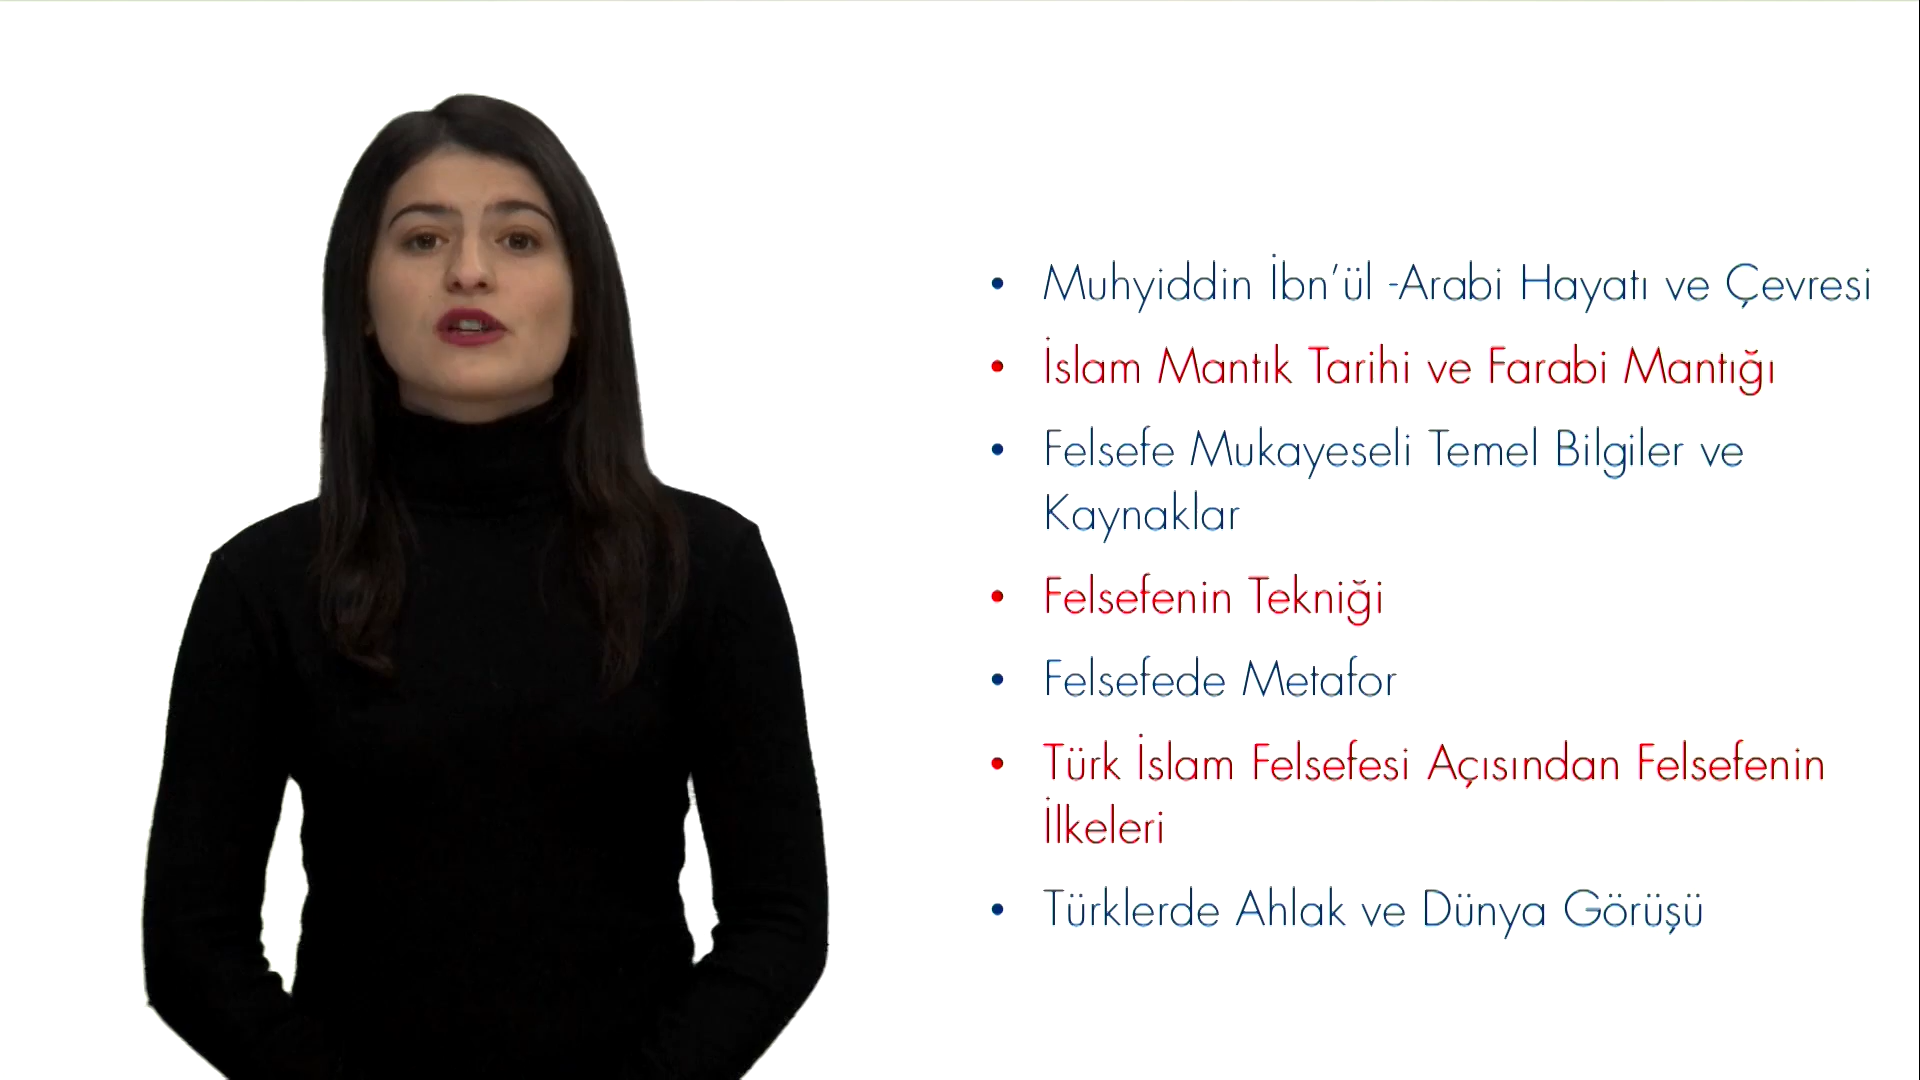 • Muhyiddin İbn’ül -Arabi Hayatı ve Çevresi
• İslam Mantık Tarihi ve Farabi Mantığı
• Felsefe Mukayeseli Temel Bilgiler ve
Kaynaklar
• Felsefenin Tekniği
• Felsefede Metafor
• Türk İslam Felsefesi Açısından Felsefenin
İlkeleri
• Türklerde Ahlak ve Dünya Görüşü